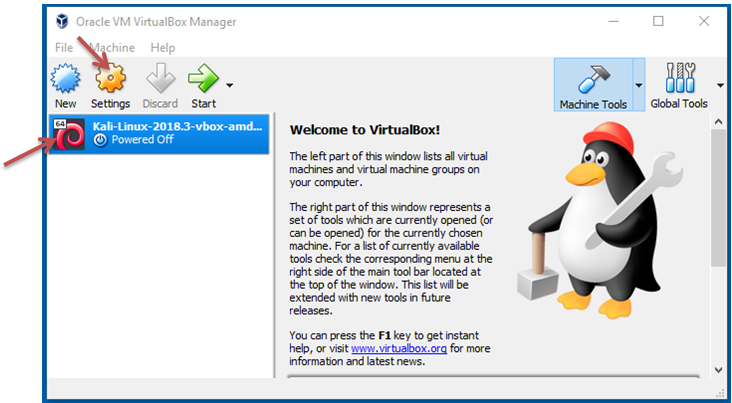 Oracle VM VirtualBox Manager
File Machine Help
New Settings Discard Start
Machine Tools Global Tools
64
Kali-Linux-2018.3-vbox-amd...
Powered Off
Welcome to VirtualBox!
The left part of this window lists all virtual
machines and virtual machine groups on
your computer.
The right part of this window represents a
set of tools which are currently opened (or
can be opened) for the currently chosen
machine. For a list of currently available
tools check the corresponding menu at the
right side of the main tool bar located at
the top of the window. This list will be
extended with new tools in future
releases.
You can press the F1 key to get instant
help, or visit www.virtualbox.org for more
information and latest news.